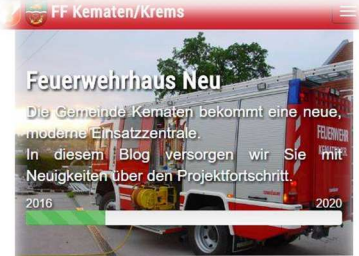 FF Kematen/Krems
Feuerwehrhaus Neu
Die Gemeinde Kematen bekommt eine neue,
moderne Einsatzzentrale.
In diesem Blog versorgen wir Sie mit
Neuigkeiten über den Projektfortschritt.
2016 2020
FEUERWEHR